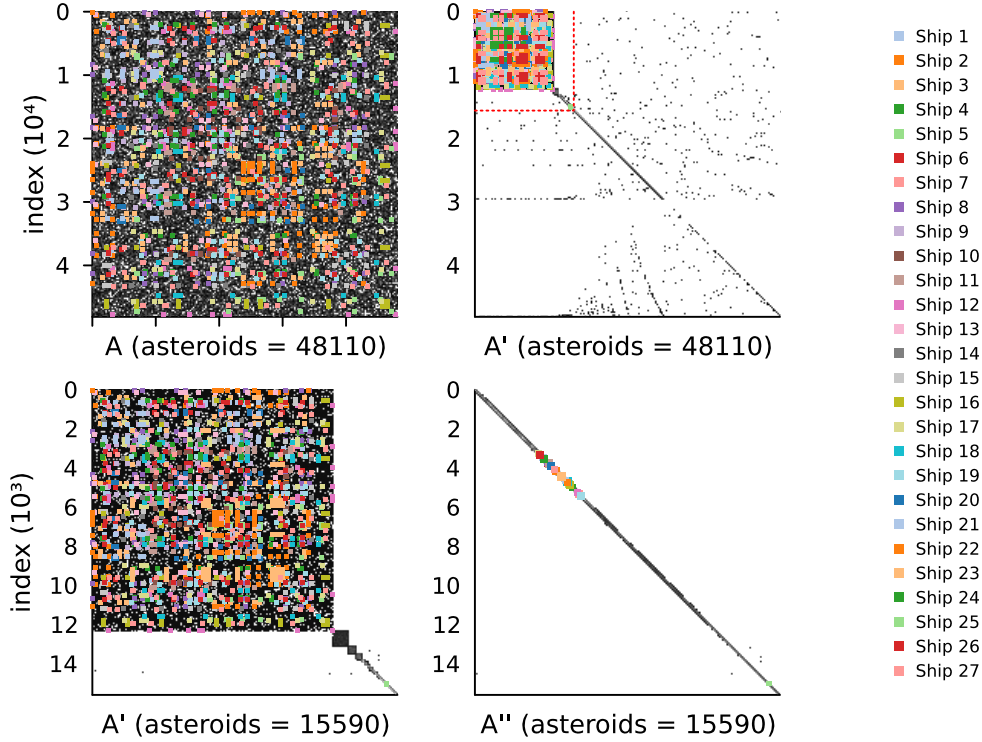 0
1
2
3
4
index (10⁴)
A (asteroids = 48110)
0
1
2
3
4
A' (asteroids = 48110)
0
2
4
6
8
10
12
14
index (10³)
A' (asteroids = 15590)
0
2
4
6
8
10
12
14
A'' (asteroids = 15590)
Ship 1
Ship 2
Ship 3
Ship 4
Ship 5
Ship 6
Ship 7
Ship 8
Ship 9
Ship 10
Ship 11
Ship 12
Ship 13
Ship 14
Ship 15
Ship 16
Ship 17
Ship 18
Ship 19
Ship 20
Ship 21
Ship 22
Ship 23
Ship 24
Ship 25
Ship 26
Ship 27